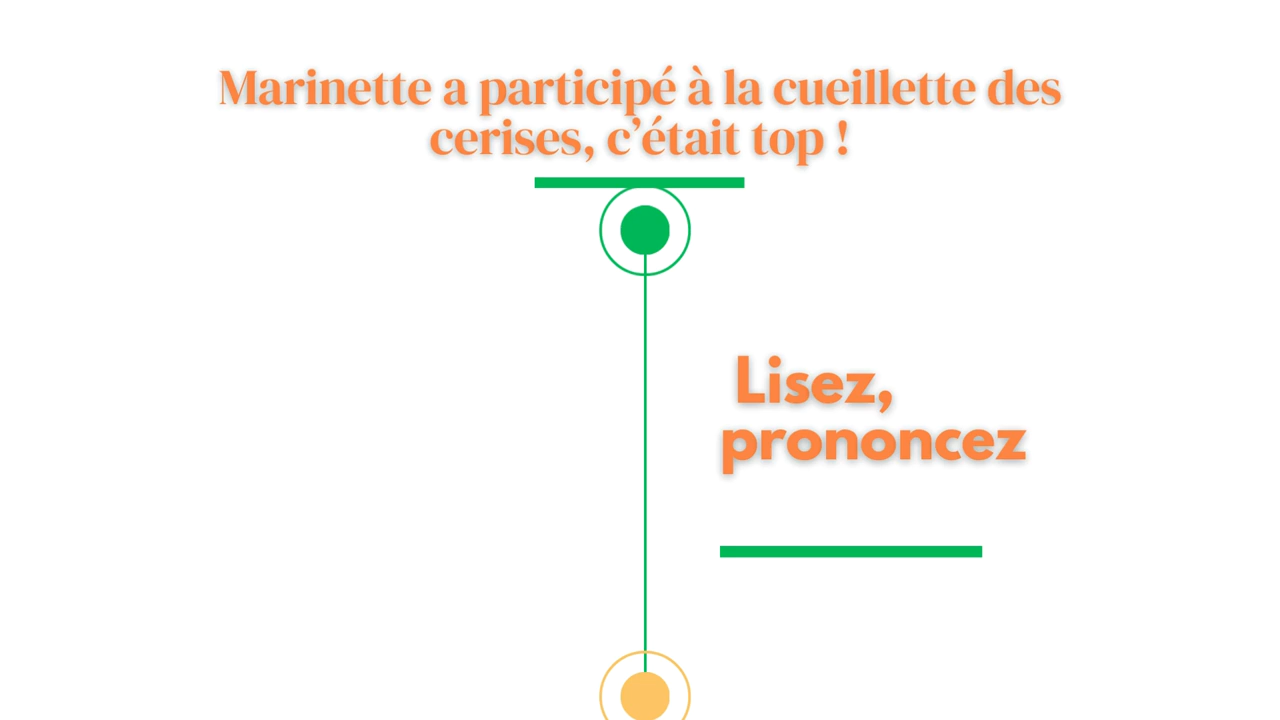 Marinette a participé à la cueillette des
cerises, c’était top !
Lisez,
prononcez